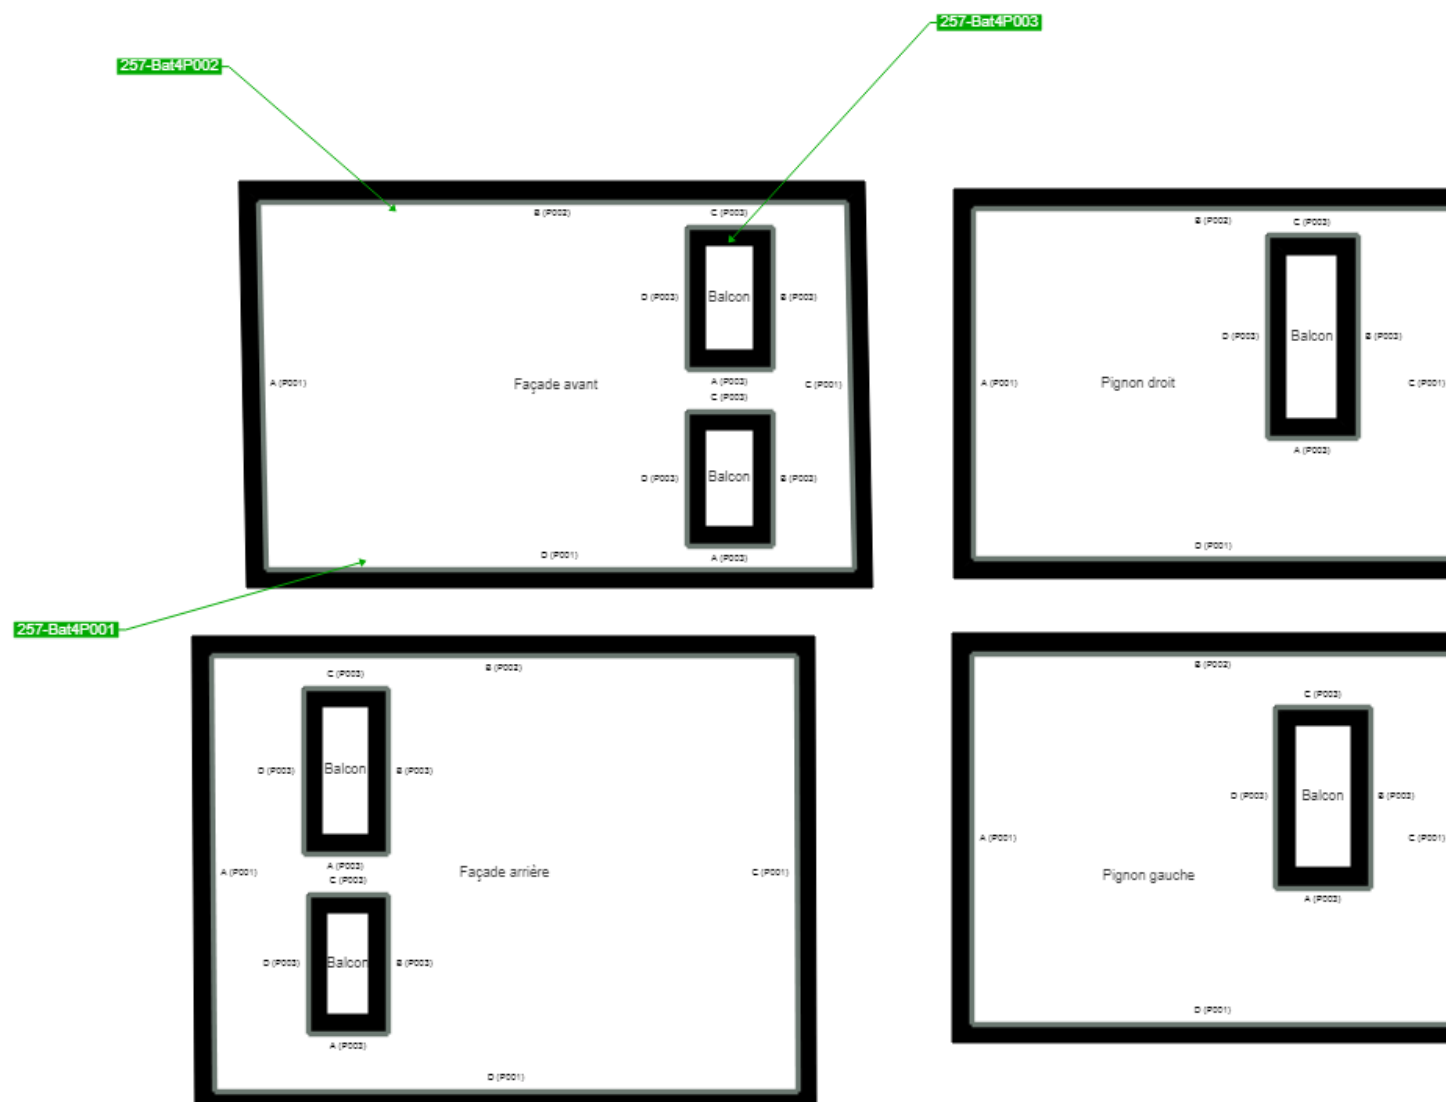 257-Bat4P003
257-Bat4P002
B (P002)
C (P003)
D (P003)
Balcon
B (P003)
A (P001)
Façade avant
A (P003)
C (P001)
C (P003)
D (P003)
Balcon
B (P003)
D (P001)
A (P003)
257-Bat4P001
B (P002)
C (P003)
D (P003)
Balcon
B (P003)
A (P001)
Pignon droit
C (P001)
A (P003)
D (P001)
B (P002)
C (P003)
D (P003)
Balcon
B (P003)
A (P003)
A (P001)
C (P003)
Façade arrière
C (P001)
D (P003)
Balcon
B (P003)
A (P003)
D (P001)
B (P002)
C (P003)
D (P003)
Balcon
B (P003)
A (P001)
C (P001)
Pignon gauche
A (P003)
D (P001)